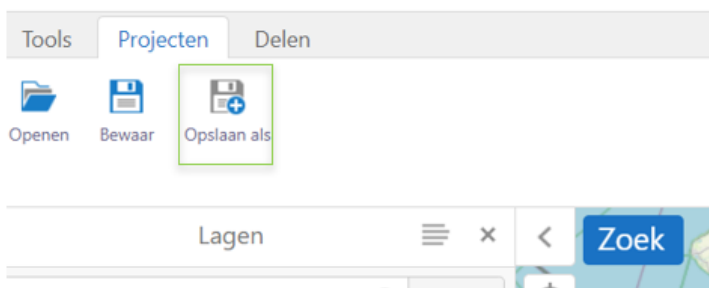 Tools Projecten Delen
Openen Bewaar Opslaan als
Lagen
Zoek